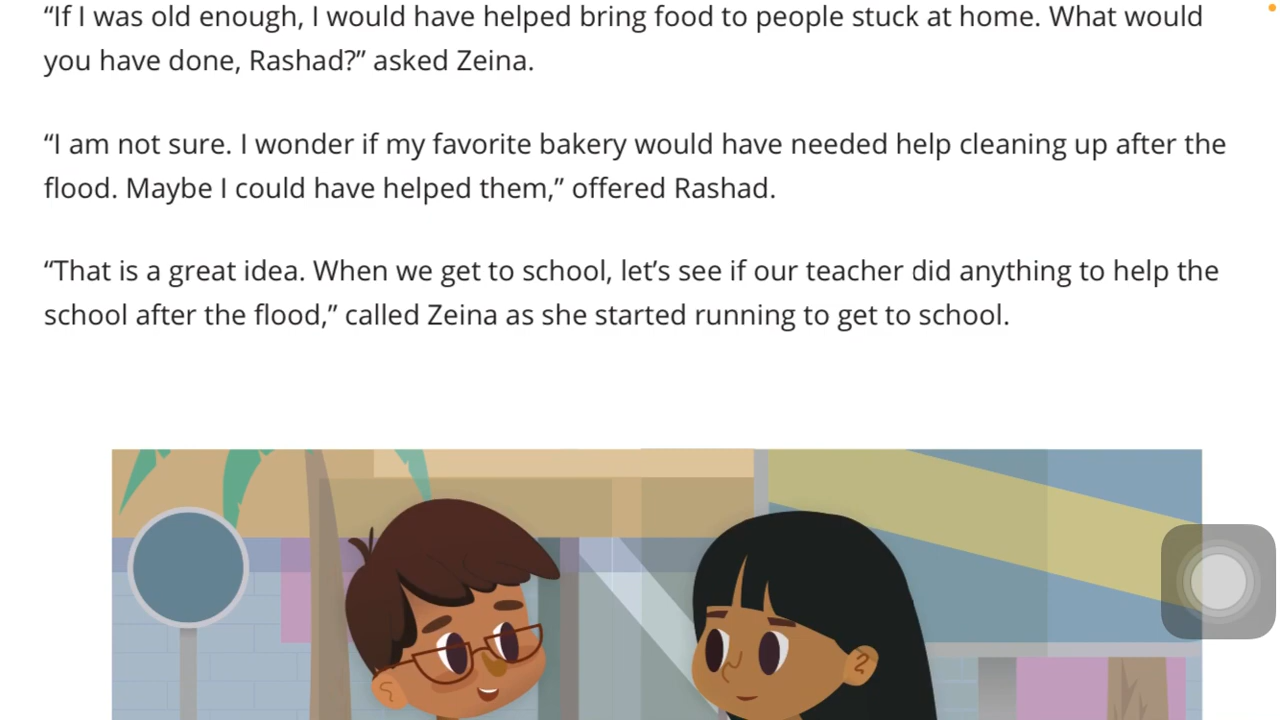 “If I was old enough, I would have helped bring food to people stuck at home. What would
you have done, Rashad?” asked Zeina.
“I am not sure. I wonder if my favorite bakery would have needed help cleaning up after the
flood. Maybe I could have helped them,” offered Rashad.
“That is a great idea. When we get to school, let’s see if our teacher did anything to help the
school after the flood,” called Zeina as she started running to get to school.